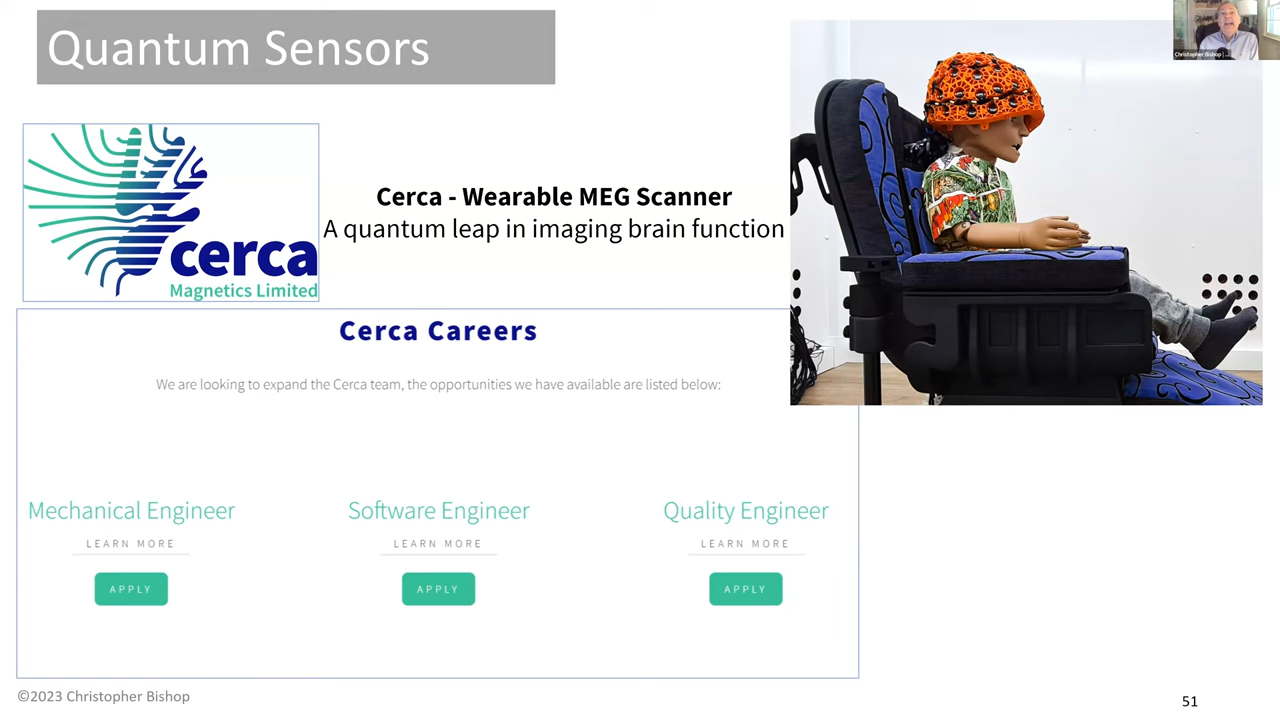 Quantum Sensors
Christopher Bishop |
cerca
Magnetics Limited
Cerca - Wearable MEG Scanner
A quantum leap in imaging brain function
Cerca Careers
We are looking to expand the Cerca team, the opportunities we have available are listed below:
Mechanical Engineer
LEARN MORE
APPLY
Software Engineer
LEARN MORE
APPLY
Quality Engineer
LEARN MORE
APPLY
©2023 Christopher Bishop
51